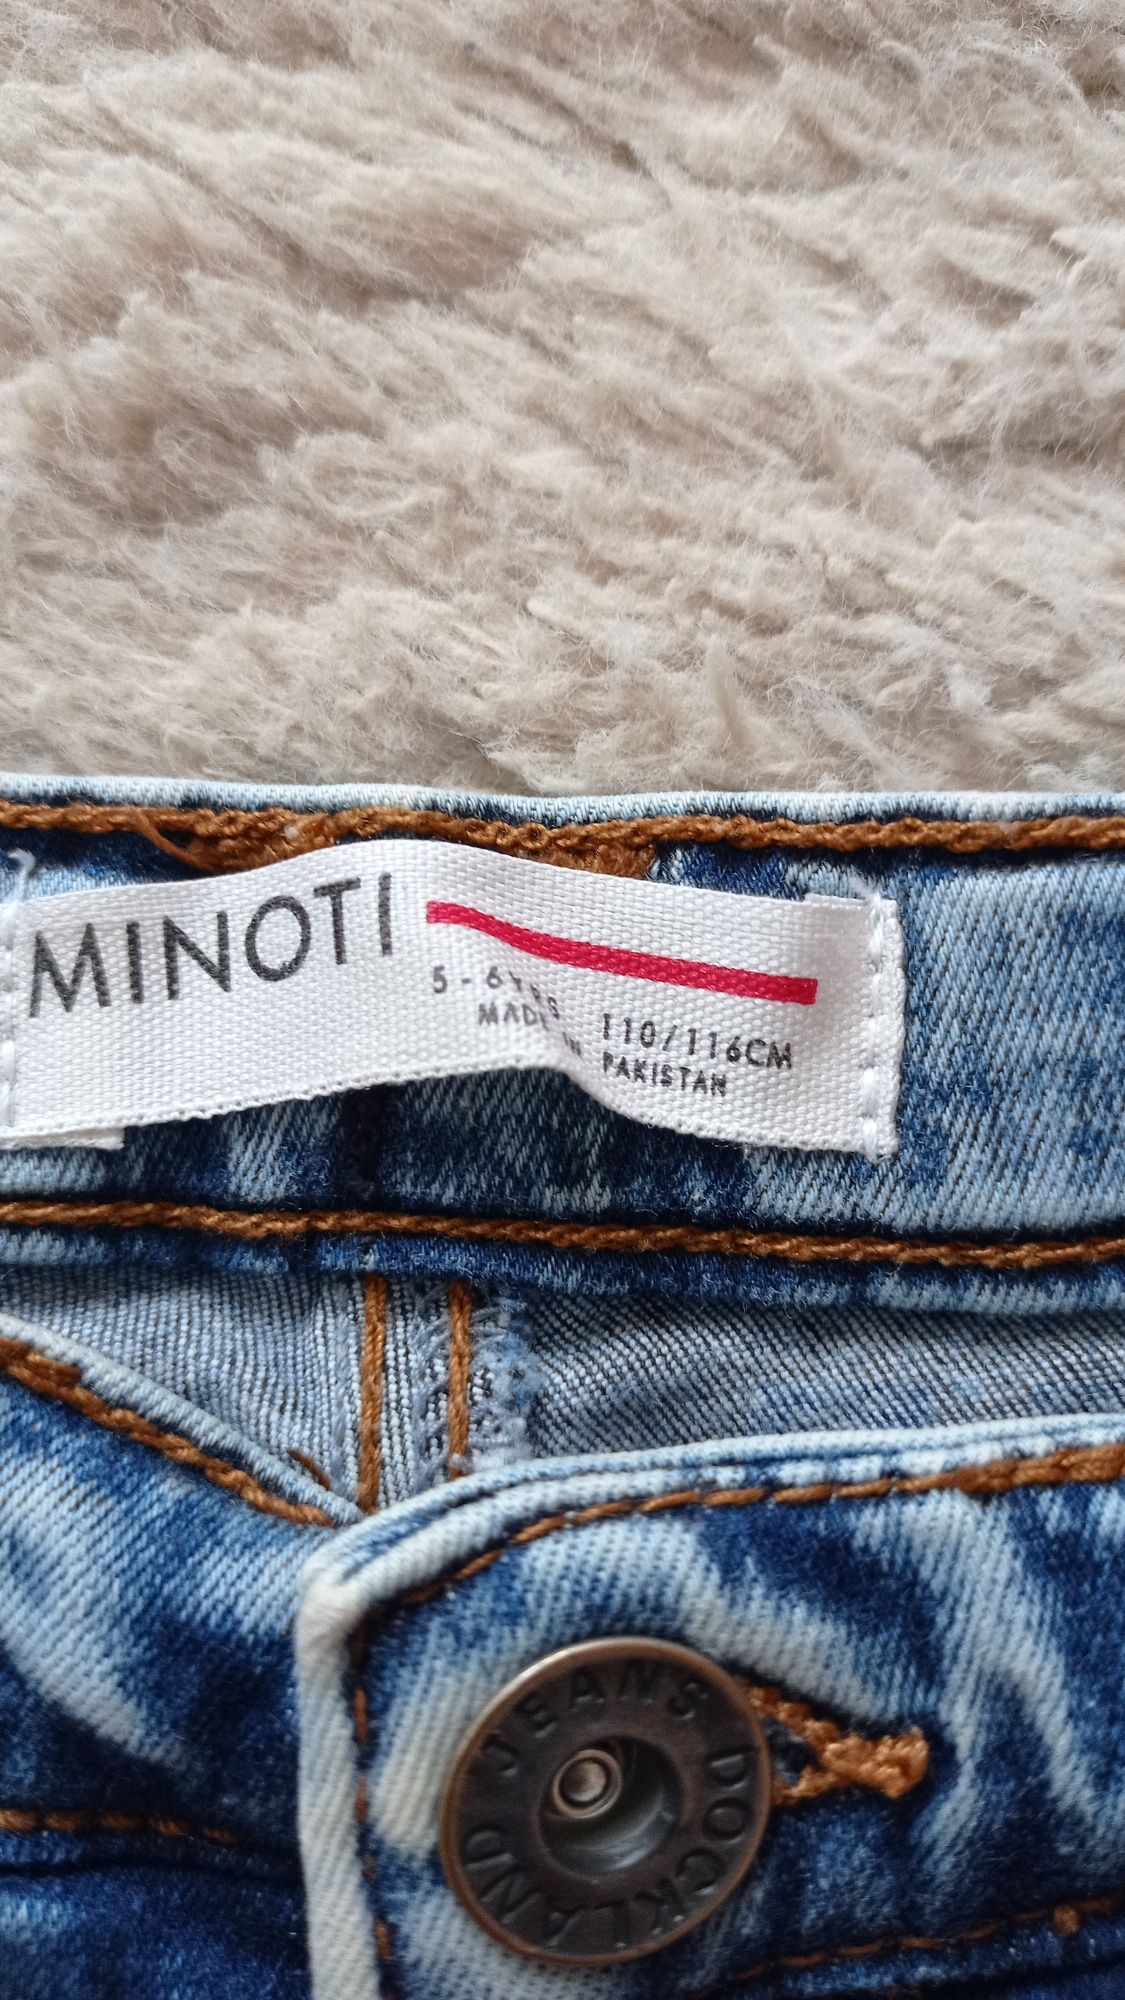 MINOTI
5-6YRS 110/116CM
MADE IN PAKISTAN
JEANS DOCKLAND